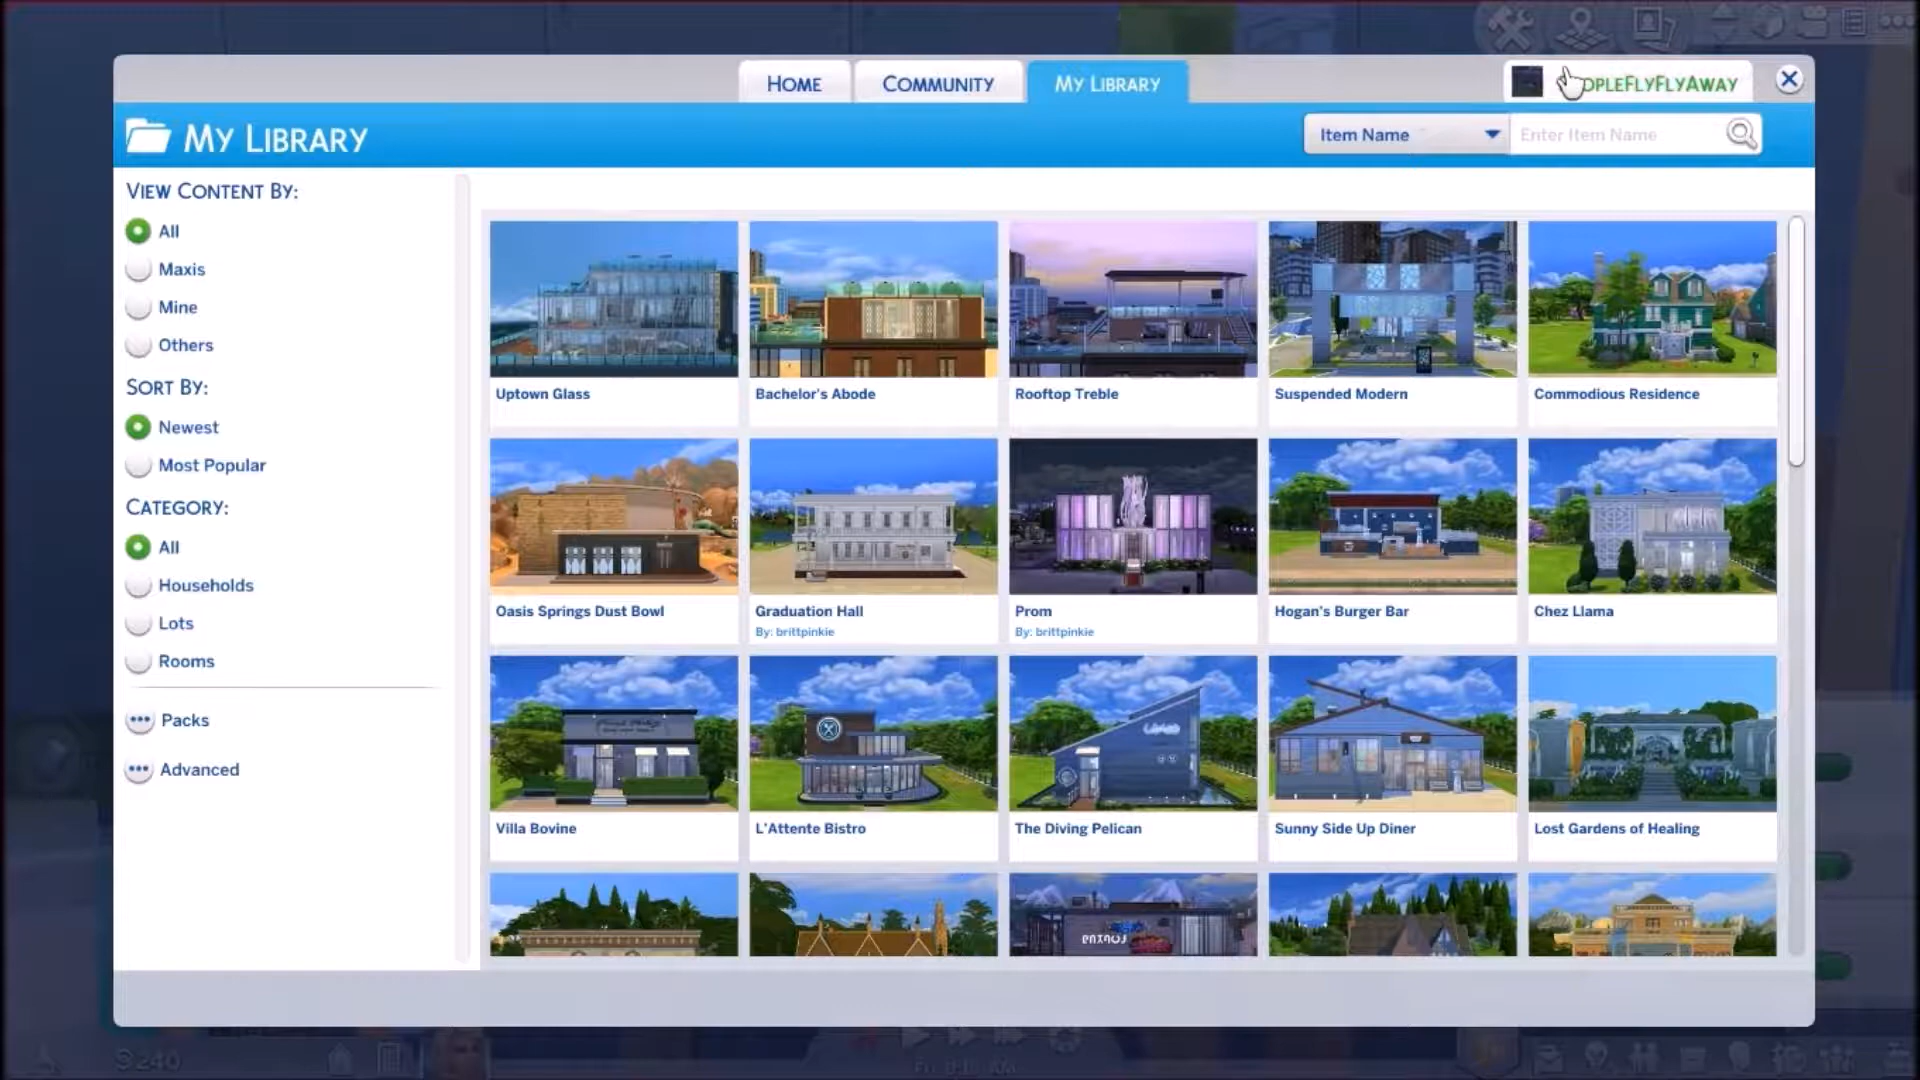 HOME
COMMUNITY
MY LIBRARY
OPLEFLYFLYAWAY
MY LIBRARY
Item Name
Enter Item Name
VIEW CONTENT BY:
All
Maxis
Mine
Others
SORT BY:
Newest
Most Popular
CATEGORY:
All
Households
Lots
Rooms
Packs
Advanced
Uptown Glass
Bachelor's Abode
Rooftop Treble
Suspended Modern
Commodious Residence
Oasis Springs Dust Bowl
Graduation Hall
By: brittpinkie
Prom
By: brittpinkie
Hogan's Burger Bar
Chez Llama
Villa Bovine
L'Attente Bistro
The Diving Pelican
Sunny Side Up Diner
Lost Gardens of Healing
240